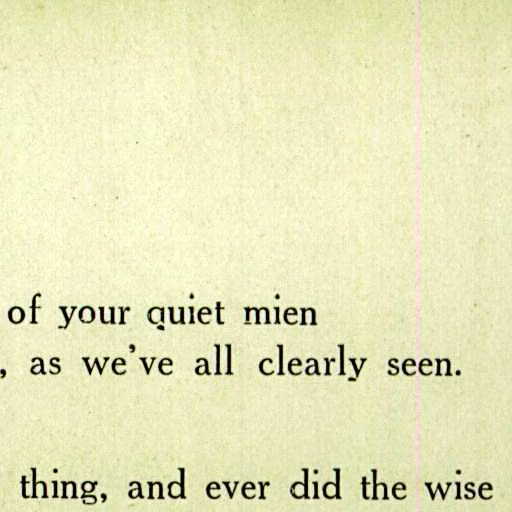 of your quiet mien
, as we've all clearly seen.
thing, and ever did the wise